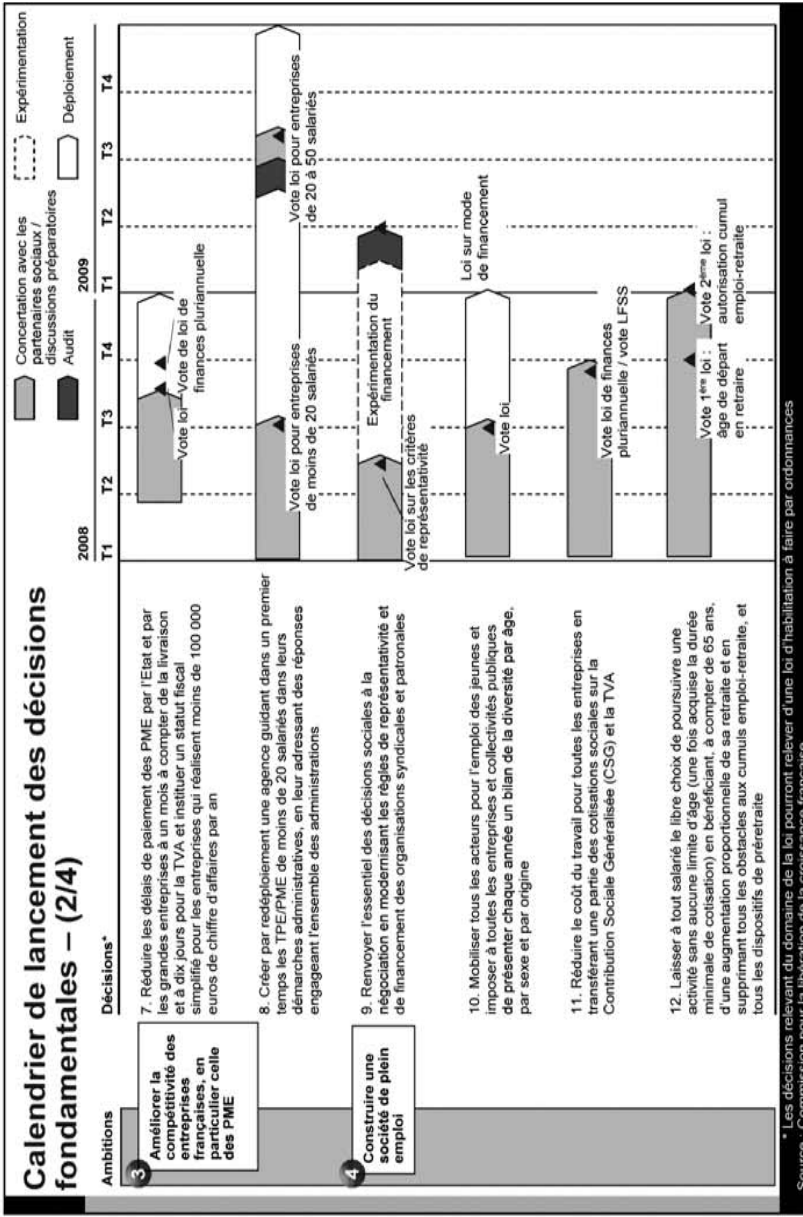 Calendrier de lancement des décisions
fondamentales – (2/4)
Concertation avec les
partenaires sociaux /
discussions préparatoires
Audit
Expérimentation
Déploiement
Ambitions
Décisions*
2008
2009
T1
T2
T3
T4
T1
T2
T3
T4
3
Améliorer la
compétitivité des
entreprises
françaises, en
particulier celle
des PME
7. Réduire les délais de paiement des PME par l'Etat et par
les grandes entreprises à un mois à compter de la livraison
et à dix jours pour la TVA et instituer un statut fiscal
simplifié pour les entreprises qui réalisent moins de 100 000
euros de chiffre d'affaires par an
Vote loi
Vote de loi de
finances pluriannuelle
8. Créer par redéploiement une agence guidant dans un premier
temps les TPE/PME de moins de 20 salariés dans leurs
démarches administratives, en leur adressant des réponses
engageant l'ensemble des administrations
Vote loi pour entreprises
de moins de 20 salariés
Vote loi pour entreprises
de 20 à 50 salariés
4
Construire une
société de plein
emploi
9. Renvoyer l'essentiel des décisions sociales à la
négociation en modernisant les règles de représentativité et
de financement des organisations syndicales et patronales
Expérimentation du
financement
Vote loi sur les critères
de représentativité
10. Mobiliser tous les acteurs pour l'emploi des jeunes et
imposer à toutes les entreprises et collectivités publiques
de présenter chaque année un bilan de la diversité par âge,
par sexe et par origine
Vote loi
Loi sur mode
de financement
11. Réduire le coût du travail pour toutes les entreprises en
transférant une partie des cotisations sociales sur la
Contribution Sociale Généralisée (CSG) et la TVA
Vote loi de finances
pluriannuelle / vote LFSS
12. Laisser à tout salarié le libre choix de poursuivre une
activité sans aucune limite d'âge (une fois acquise la durée
minimale de cotisation) en bénéficiant, à compter de 65 ans,
d'une augmentation proportionnelle de sa retraite et en
supprimant tous les obstacles aux cumuls emploi-retraite, et
tous les dispositifs de préretraite
Vote 1ère loi :
âge de départ
en retraire
Vote 2ème loi :
autorisation cumul
emploi-retraite
* Les décisions relevant du domaine de la loi pourront relever d'une loi d'habilitation à faire par ordonnances
Source : Commission pour la libération de la croissance française